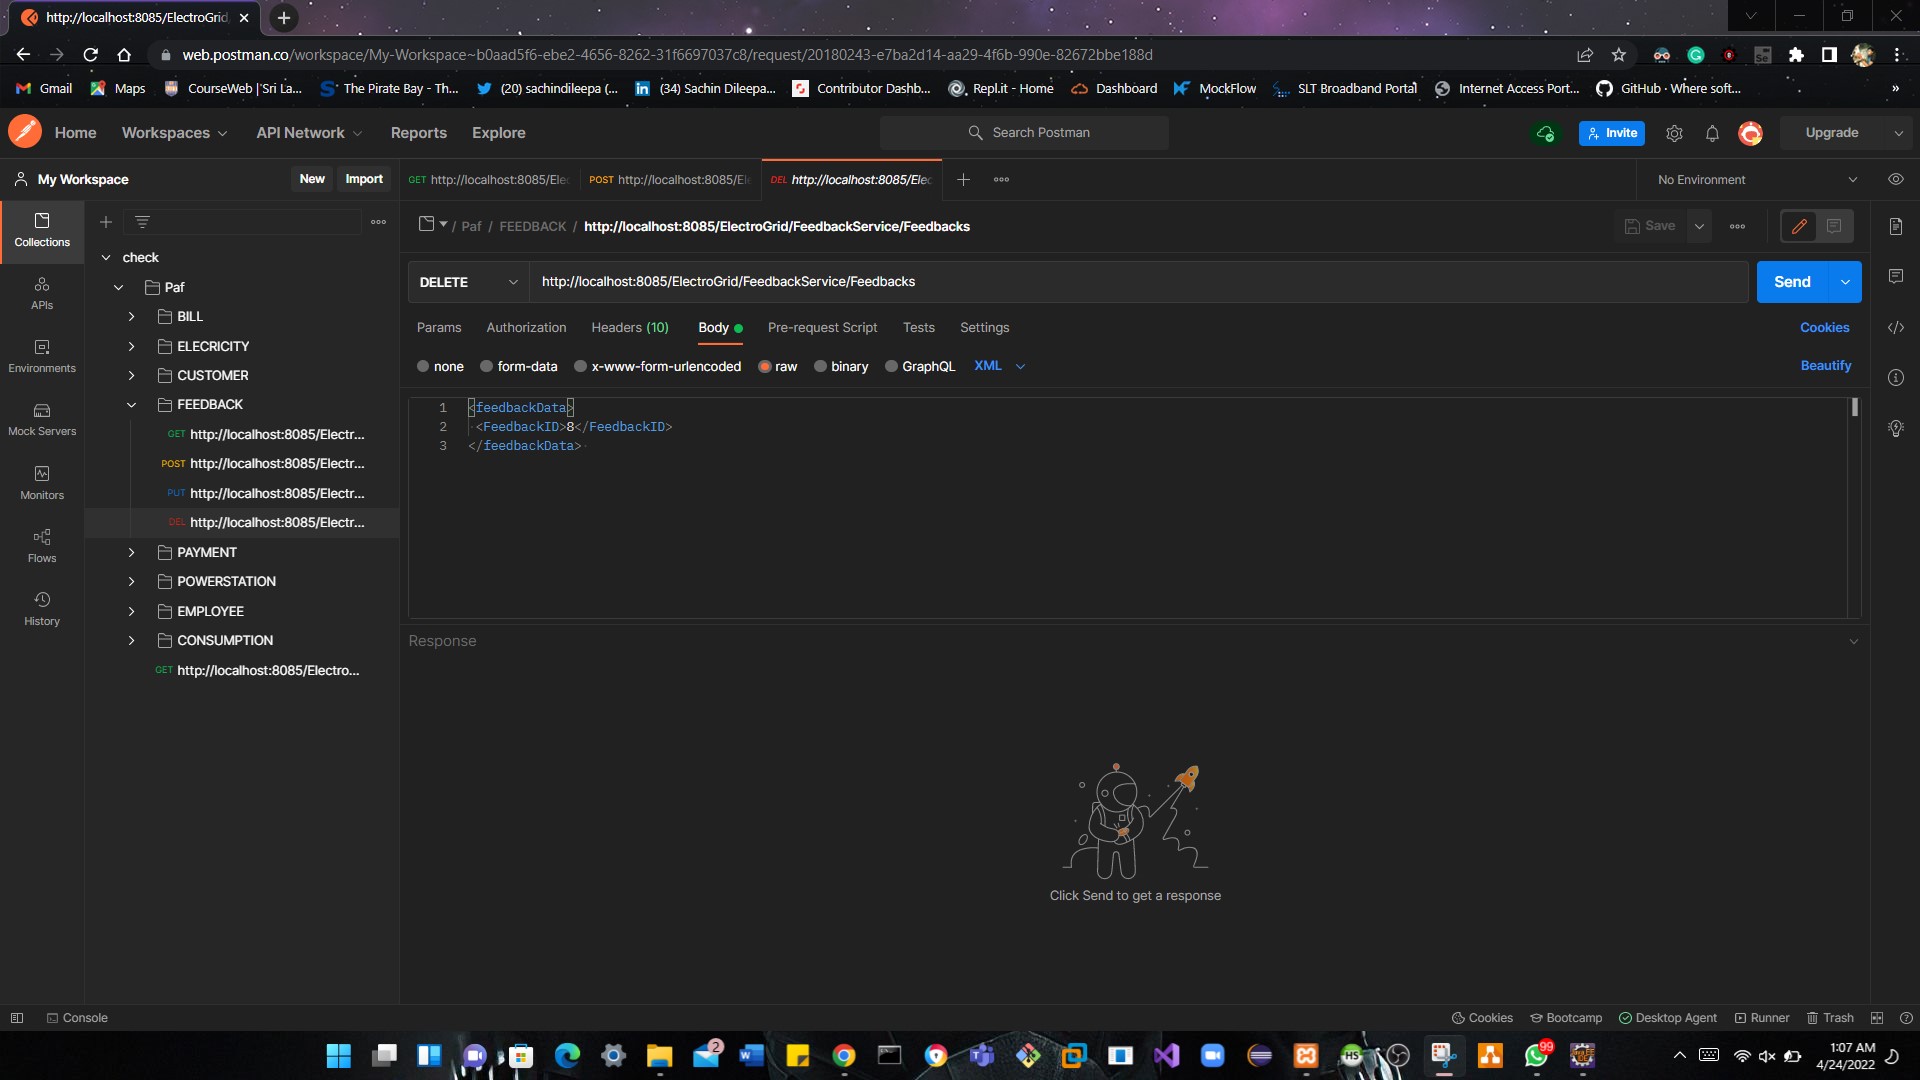 http://localhost:8085/ElectroGrid
web.postman.co/workspace/My-Workspace~b0aad5f6-ebe2-4656-8262-31f6697037c8/request/20180243-e7ba2d14-aa29-4f6b-990e-82672bbe188d
Gmail Maps CourseWeb | Sri La... The Pirate Bay - Th... (20) sachindileepa (... (34) Sachin Dileepa... Contributor Dashb... Repl.it - Home Dashboard MockFlow SLT Broadband Portal Internet Access Port... GitHub · Where soft... »
Home Workspaces API Network Reports Explore Search Postman Invite Upgrade
My Workspace New Import GET http://localhost:8085/Elec POST http://localhost:8085/Ele DEL http://localhost:8085/Elec No Environment
Collections
APIs
Environments
Mock Servers
Monitors
Flows
History
check
Paf
BILL
ELECRICITY
CUSTOMER
FEEDBACK
GET http://localhost:8085/Electr...
POST http://localhost:8085/Electr...
PUT http://localhost:8085/Electr...
DEL http://localhost:8085/Electr...
PAYMENT
POWERSTATION
EMPLOYEE
CONSUMPTION
GET http://localhost:8085/Electro...
/ Paf / FEEDBACK / http://localhost:8085/ElectroGrid/FeedbackService/Feedbacks Save
DELETE http://localhost:8085/ElectroGrid/FeedbackService/Feedbacks Send
Params Authorization Headers (10) Body Pre-request Script Tests Settings Cookies
none form-data x-www-form-urlencoded raw binary GraphQL XML Beautify
1 <feedbackData>
2 <FeedbackID>8</FeedbackID>
3 </feedbackData>
Response
Click Send to get a response
Console Cookies Bootcamp Desktop Agent Runner Trash
2 HS 99 1:07 AM
4/24/2022